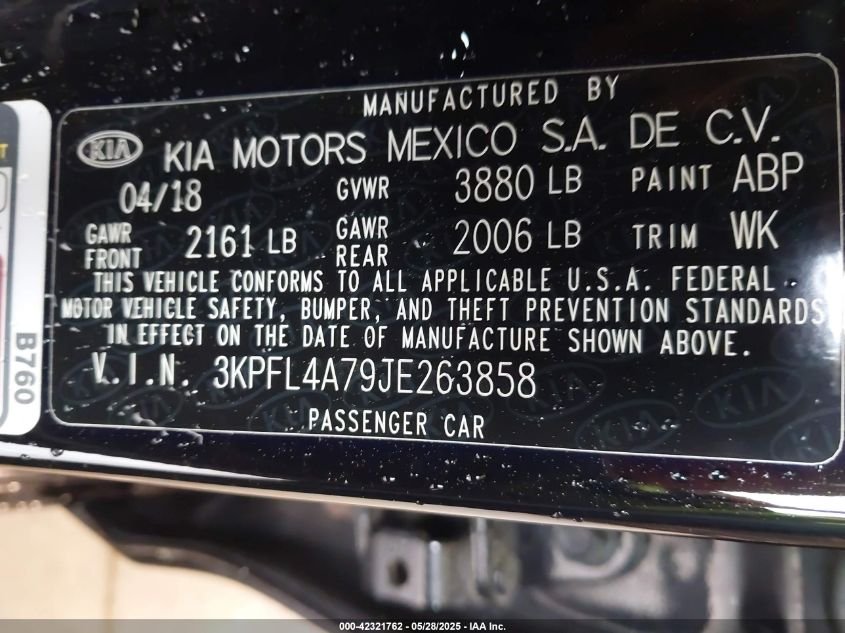 MANUFACTURED BY
KIA KIA MOTORS MEXICO S.A. DE C.V.
04/18 GVWR 3880 LB PAINT ABP
GAWR FRONT 2161 LB GAWR REAR 2006 LB TRIM WK
THIS VEHICLE CONFORMS TO ALL APPLICABLE U.S.A. FEDERAL
MOTOR VEHICLE SAFETY, BUMPER, AND THEFT PREVENTION STANDARDS
IN EFFECT ON THE DATE OF MANUFACTURE SHOWN ABOVE.
V.I.N. 3KPFL4A79JE263858
PASSENGER CAR
B760
000-42321762 - 05/28/2025 - IAA Inc.